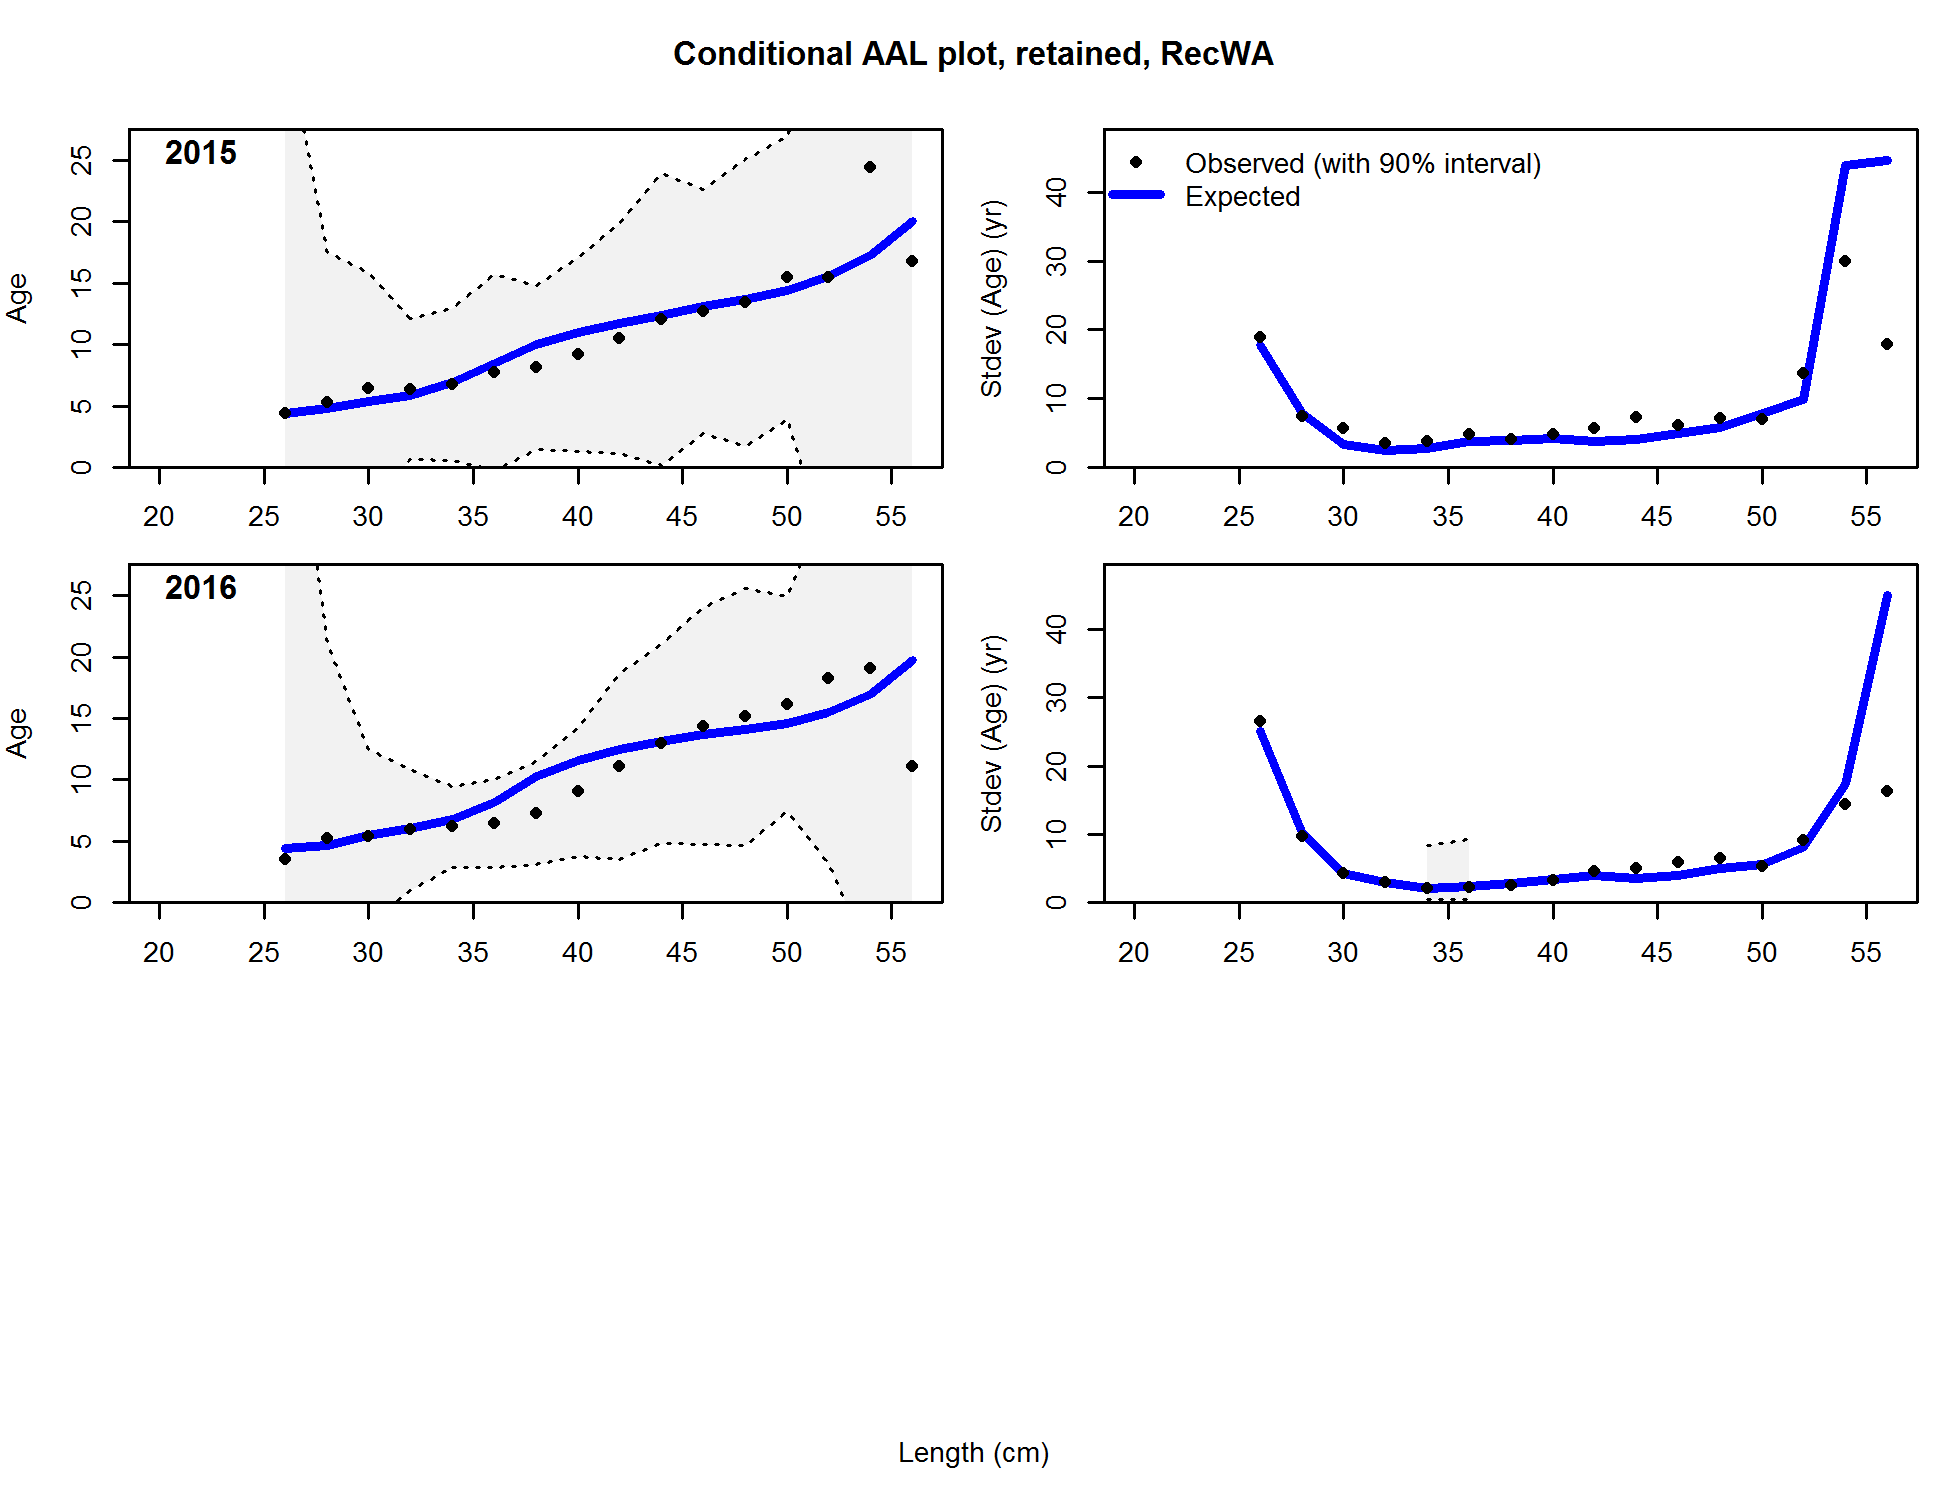 Conditional AAL plot, retained, RecWA
2015
Age
0 5 10 15 20 25
20 25 30 35 40 45 50 55
Observed (with 90% interval)
Expected
Stdev (Age) (yr)
0 10 20 30 40
20 25 30 35 40 45 50 55
2016
Age
0 5 10 15 20 25
20 25 30 35 40 45 50 55
Stdev (Age) (yr)
0 10 20 30 40
20 25 30 35 40 45 50 55
Length (cm)